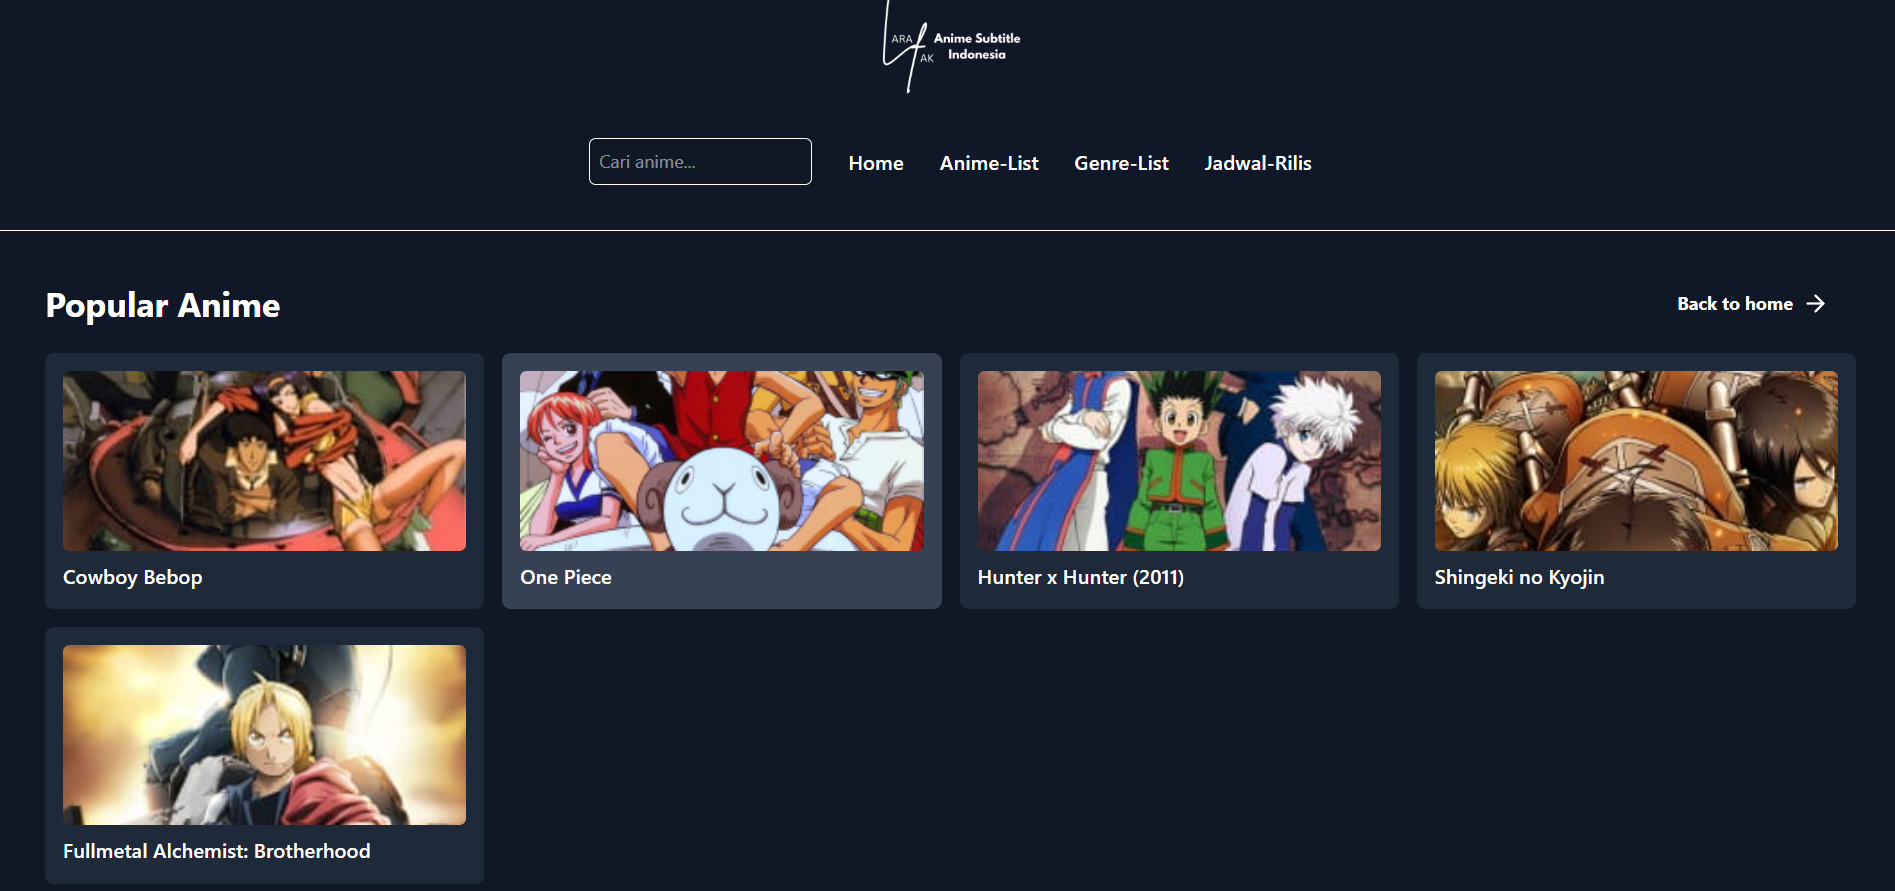 ARA
AK
Anime Subtitle
Indonesia
Cari anime...
Home
Anime-List
Genre-List
Jadwal-Rilis
Popular Anime
Back to home
Cowboy Bebop
One Piece
Hunter x Hunter (2011)
Shingeki no Kyojin
Fullmetal Alchemist: Brotherhood